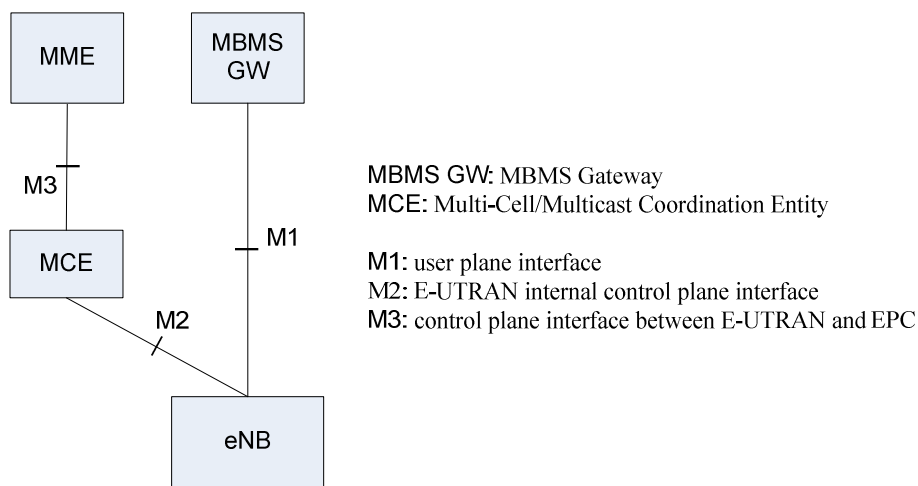 MME
MBMS
GW
M3
MBMS GW: MBMS Gateway
MCE: Multi-Cell/Multicast Coordination Entity
M1
MCE
M1: user plane interface
M2: E-UTRAN internal control plane interface
M3: control plane interface between E-UTRAN and EPC
M2
eNB